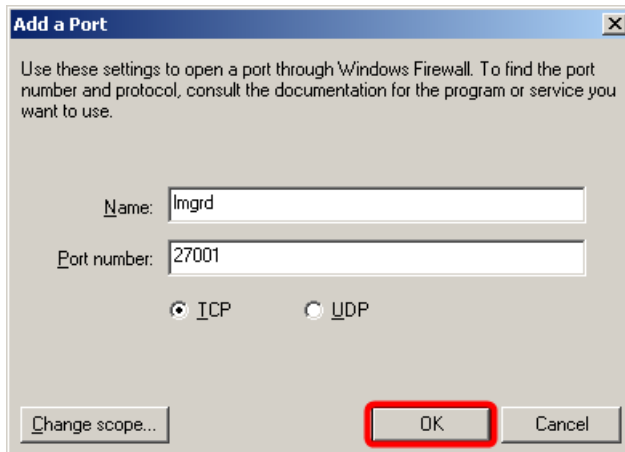 Add a Port
Use these settings to open a port through Windows Firewall. To find the port
number and protocol, consult the documentation for the program or service you
want to use.
Name: lmgrd
Port number: 27001
TCP UDP
Change scope... OK Cancel